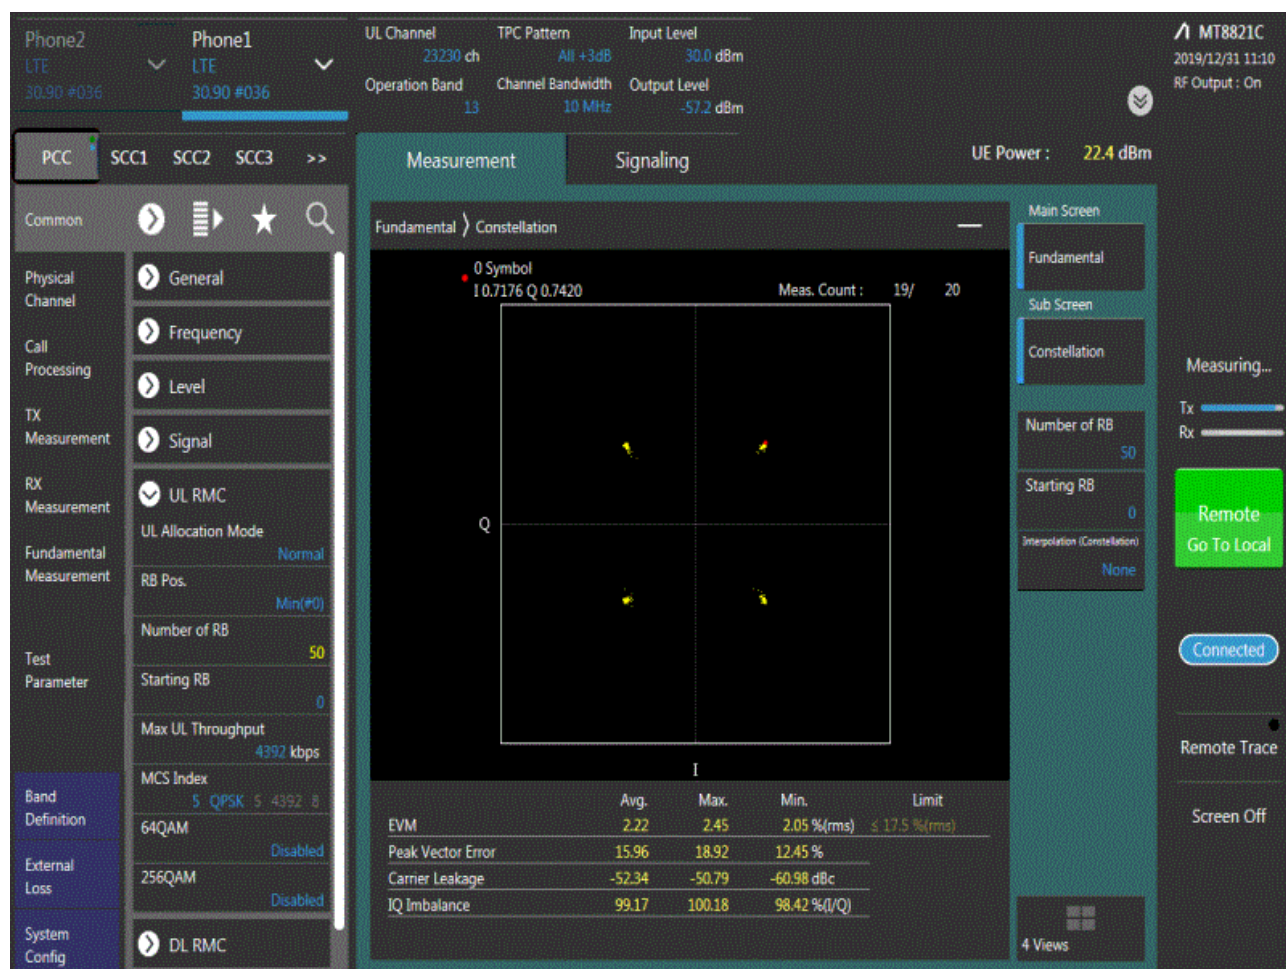 Phone2
LTE
30.90 #036
Phone1
LTE
30.90 #036
UL Channel
23230 ch
TPC Pattern
All +3dB
Input Level
30.0 dBm
Operation Band
13
Channel Bandwidth
10 MHz
Output Level
-57.2 dBm
MT8821C
2019/12/31 11:10
RF Output : On
PCC SCC1 SCC2 SCC3 >>
Measurement
Signaling
UE Power : 22.4 dBm
Common
Physical
Channel
Call
Processing
TX
Measurement
RX
Measurement
Fundamental
Measurement
Test
Parameter
Band
Definition
External
Loss
System
Config
General
Frequency
Level
Signal
UL RMC
UL Allocation Mode
Normal
RB Pos.
Min(#0)
Number of RB
50
Starting RB
0
Max UL Throughput
4392 kbps
MCS Index
5 QPSK 5 4392 8
64QAM
Disabled
256QAM
Disabled
DL RMC
Fundamental 〉 Constellation
0 Symbol
I 0.7176 Q 0.7420
Meas. Count : 19/ 20
Q
I
Avg. Max. Min. Limit
EVM 2.22 2.45 2.05 %(rms) ≤ 17.5 %(rms)
Peak Vector Error 15.96 18.92 12.45 %
Carrier Leakage -52.34 -50.79 -60.98 dBc
IQ Imbalance 99.17 100.18 98.42 %(I/Q)
Main Screen
Fundamental
Sub Screen
Constellation
Number of RB
50
Starting RB
0
Interpolation (Constellation)
None
4 Views
Measuring...
Tx
Rx
Remote
Go To Local
Connected
Remote Trace
Screen Off